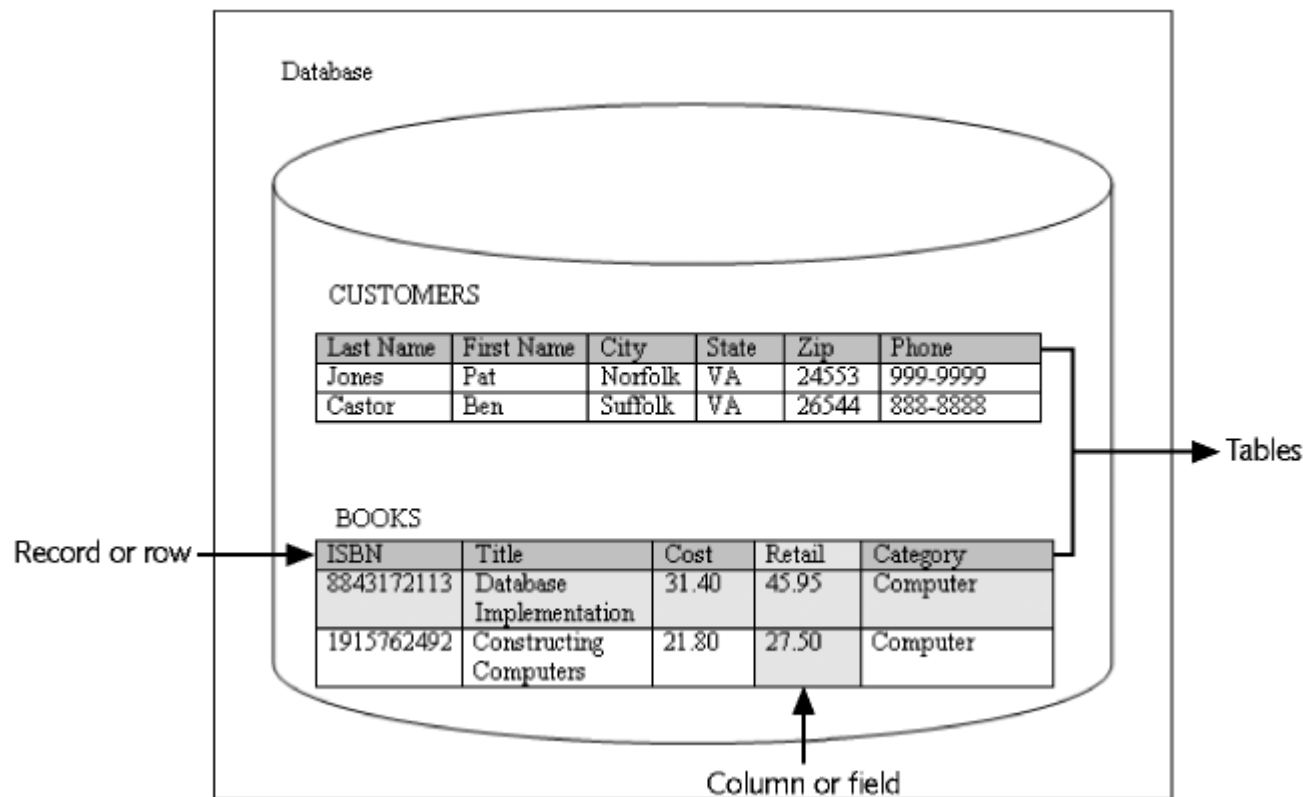 Database
CUSTOMERS
Last Name First Name City State Zip Phone
Jones Pat Norfolk VA 24553 999-9999
Castor Ben Suffolk VA 26544 888-8888
Tables
BOOKS
Record or row
ISBN Title Cost Retail Category
8843172113 Database 31.40 45.95 Computer
Implementation
1915762492 Constructing 21.80 27.50 Computer
Computers
Column or field